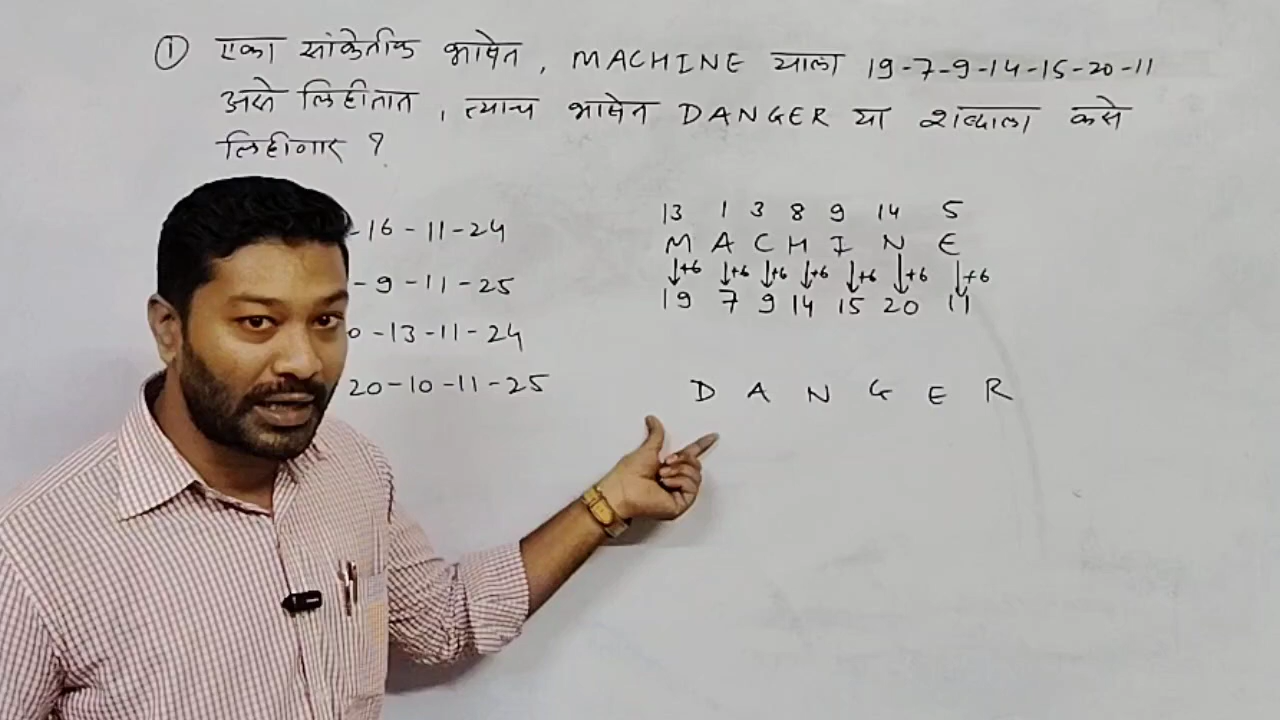 ① एका सांकेतीक भाषेत, MACHINE याला 19-7-9-14-15-20-11
असे लिहीतात, त्याच भाषेत DANGER या शब्दाला कसे
लिहीणार ?
-16-11-24
-9-11-25
0-13-11-24
20-10-11-25
13 1 3 8 9 14 5
M A C H I N E
↓+6 ↓+6 ↓+6 ↓+6 ↓+6 ↓+6 ↓+6
19 7 9 14 15 20 11
D A N G E R